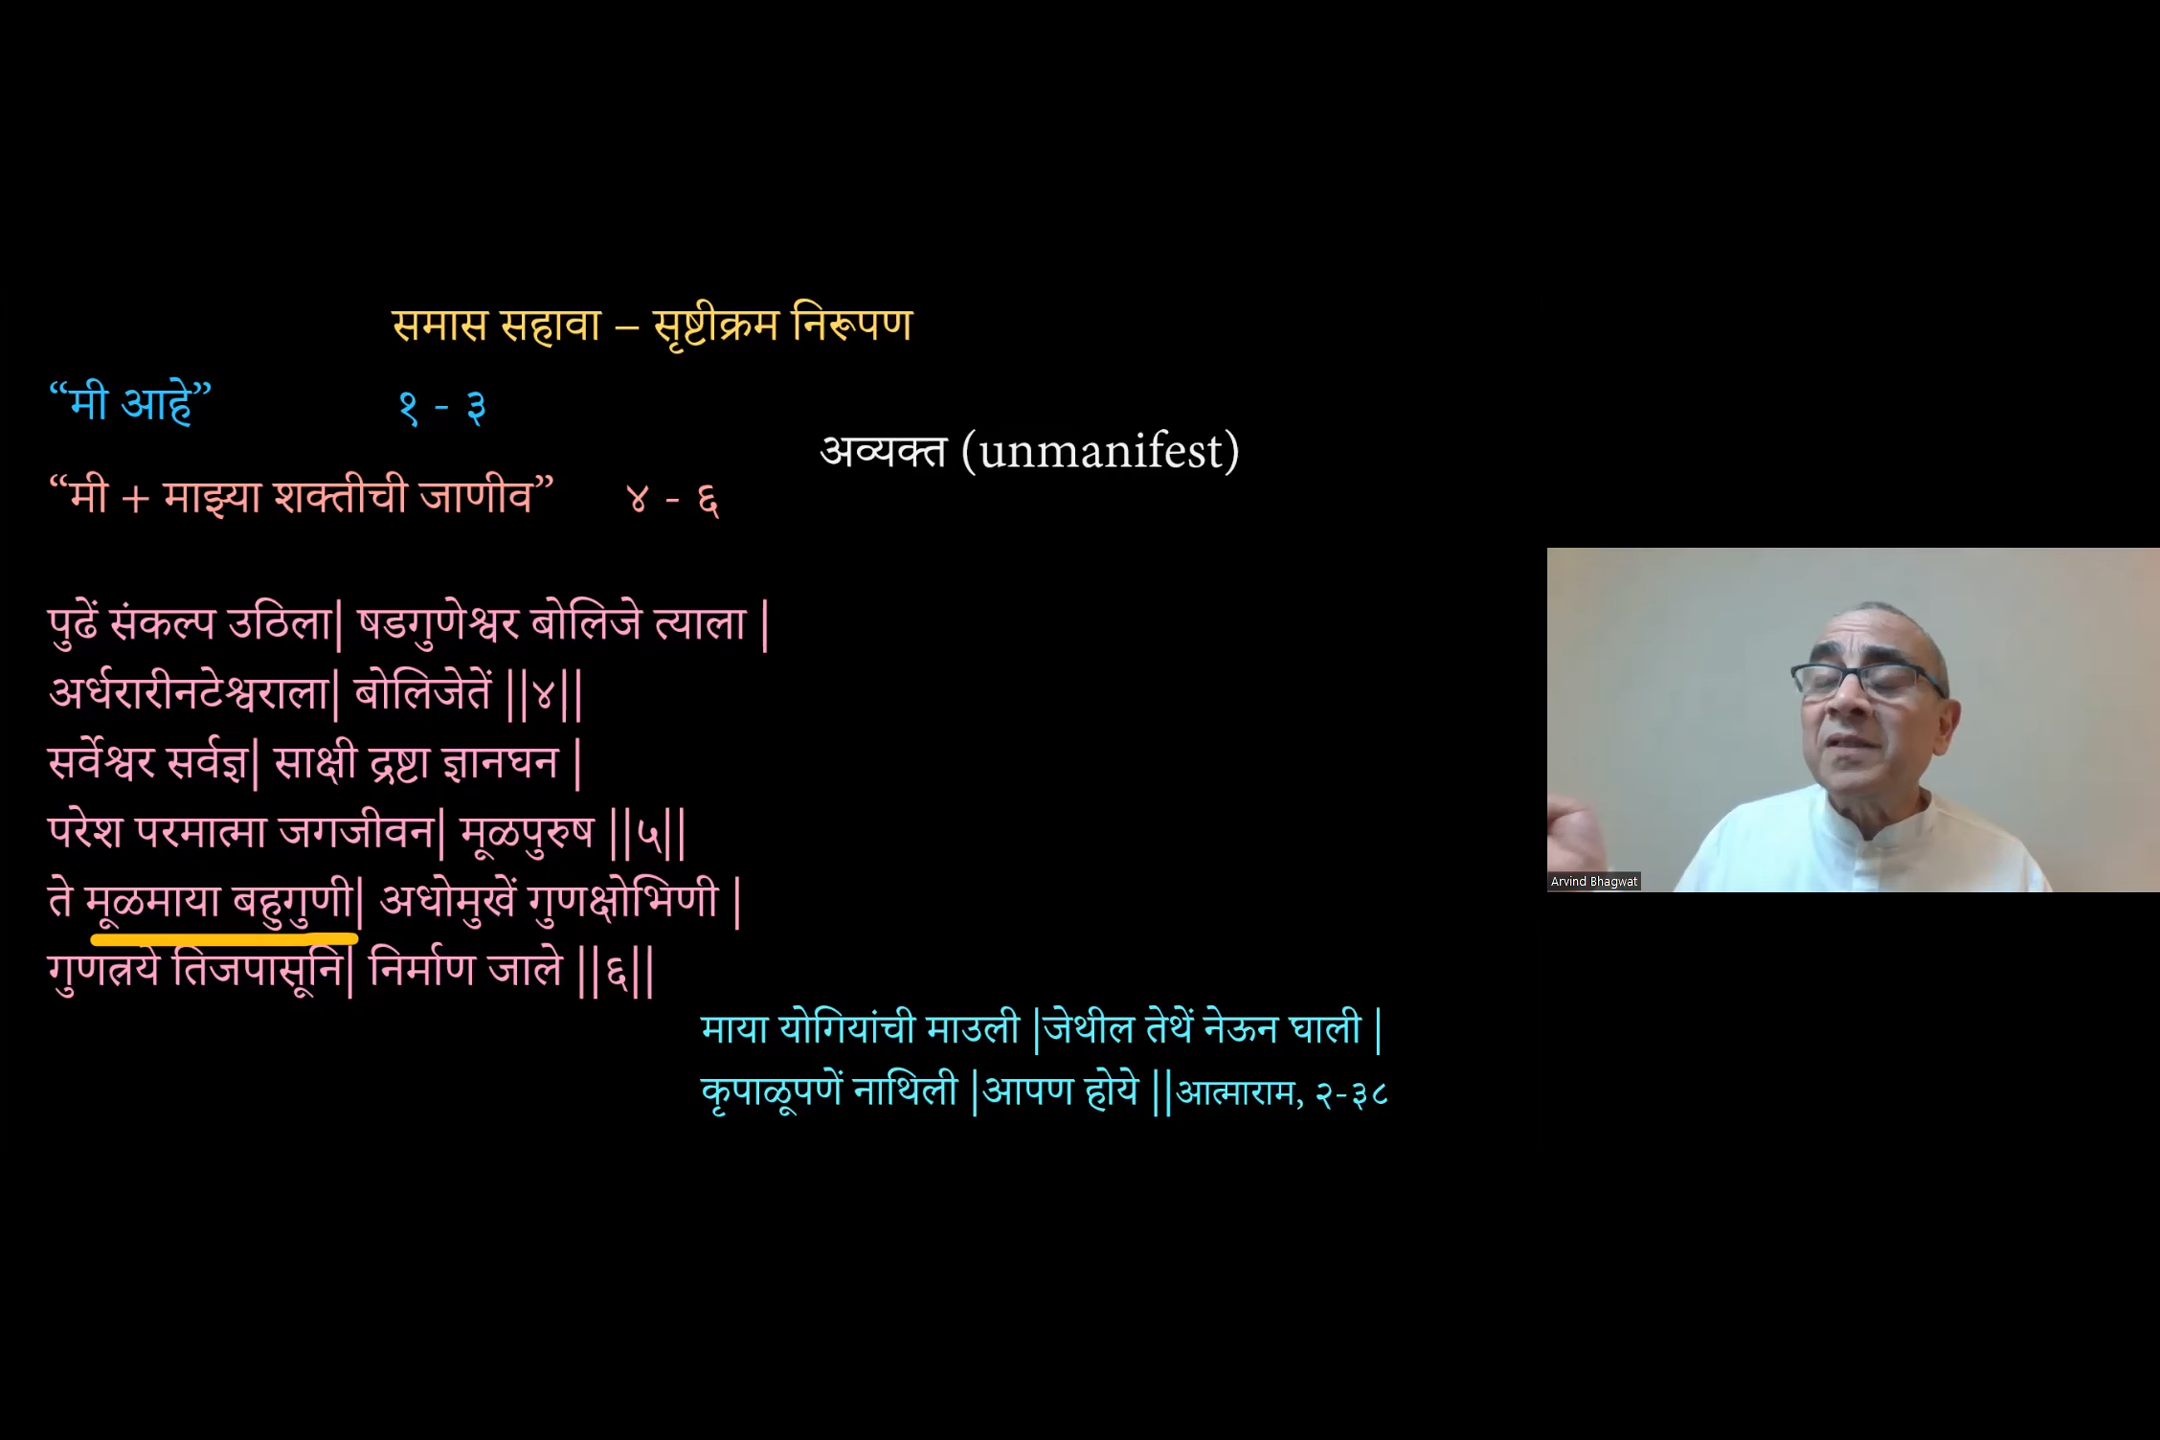 समास सहावा – सृष्टीक्रम निरूपण
“मी आहे” १ - ३
अव्यक्त (unmanifest)
“मी + माझ्या शक्तीची जाणीव” ४ - ६
पुढें संकल्प उठिला| षडगुणेश्वर बोलिजे त्याला |
अर्धरारीनटेश्वराला| बोलिजेतें ||४||
सर्वेश्वर सर्वज्ञ| साक्षी द्रष्टा ज्ञानघन |
परेश परमात्मा जगजीवन| मूळपुरुष ||५||
ते मूळमाया बहुगुणी| अधोमुखें गुणक्षोभिणी |
गुणत्रये तिजपासूनि| निर्माण जाले ||६||
माया योगियांची माउली |जेथील तेथें नेऊन घाली |
कृपाळूपणें नाथिली |आपण होये ||आत्माराम, २-३८
Arvind Bhagwat